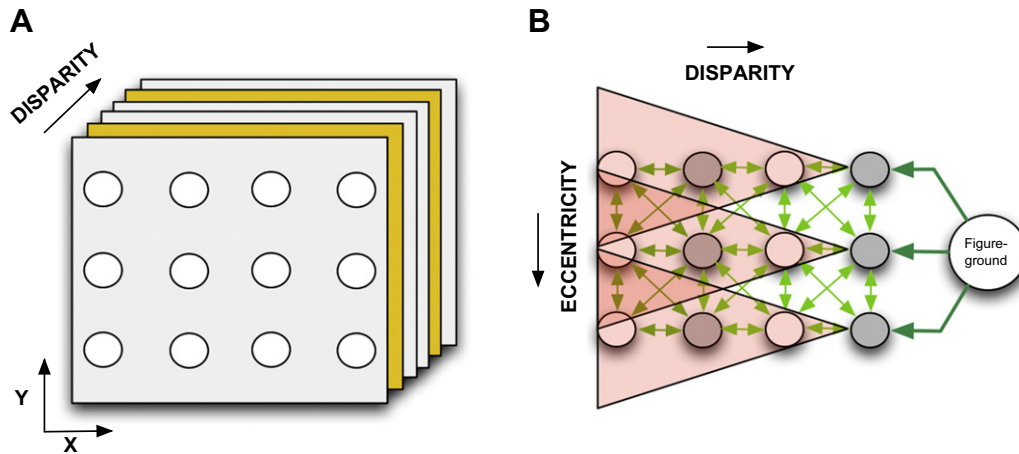 A
DISPARITY
Y
X
B
DISPARITY
ECCENTRICITY
Figure-
ground